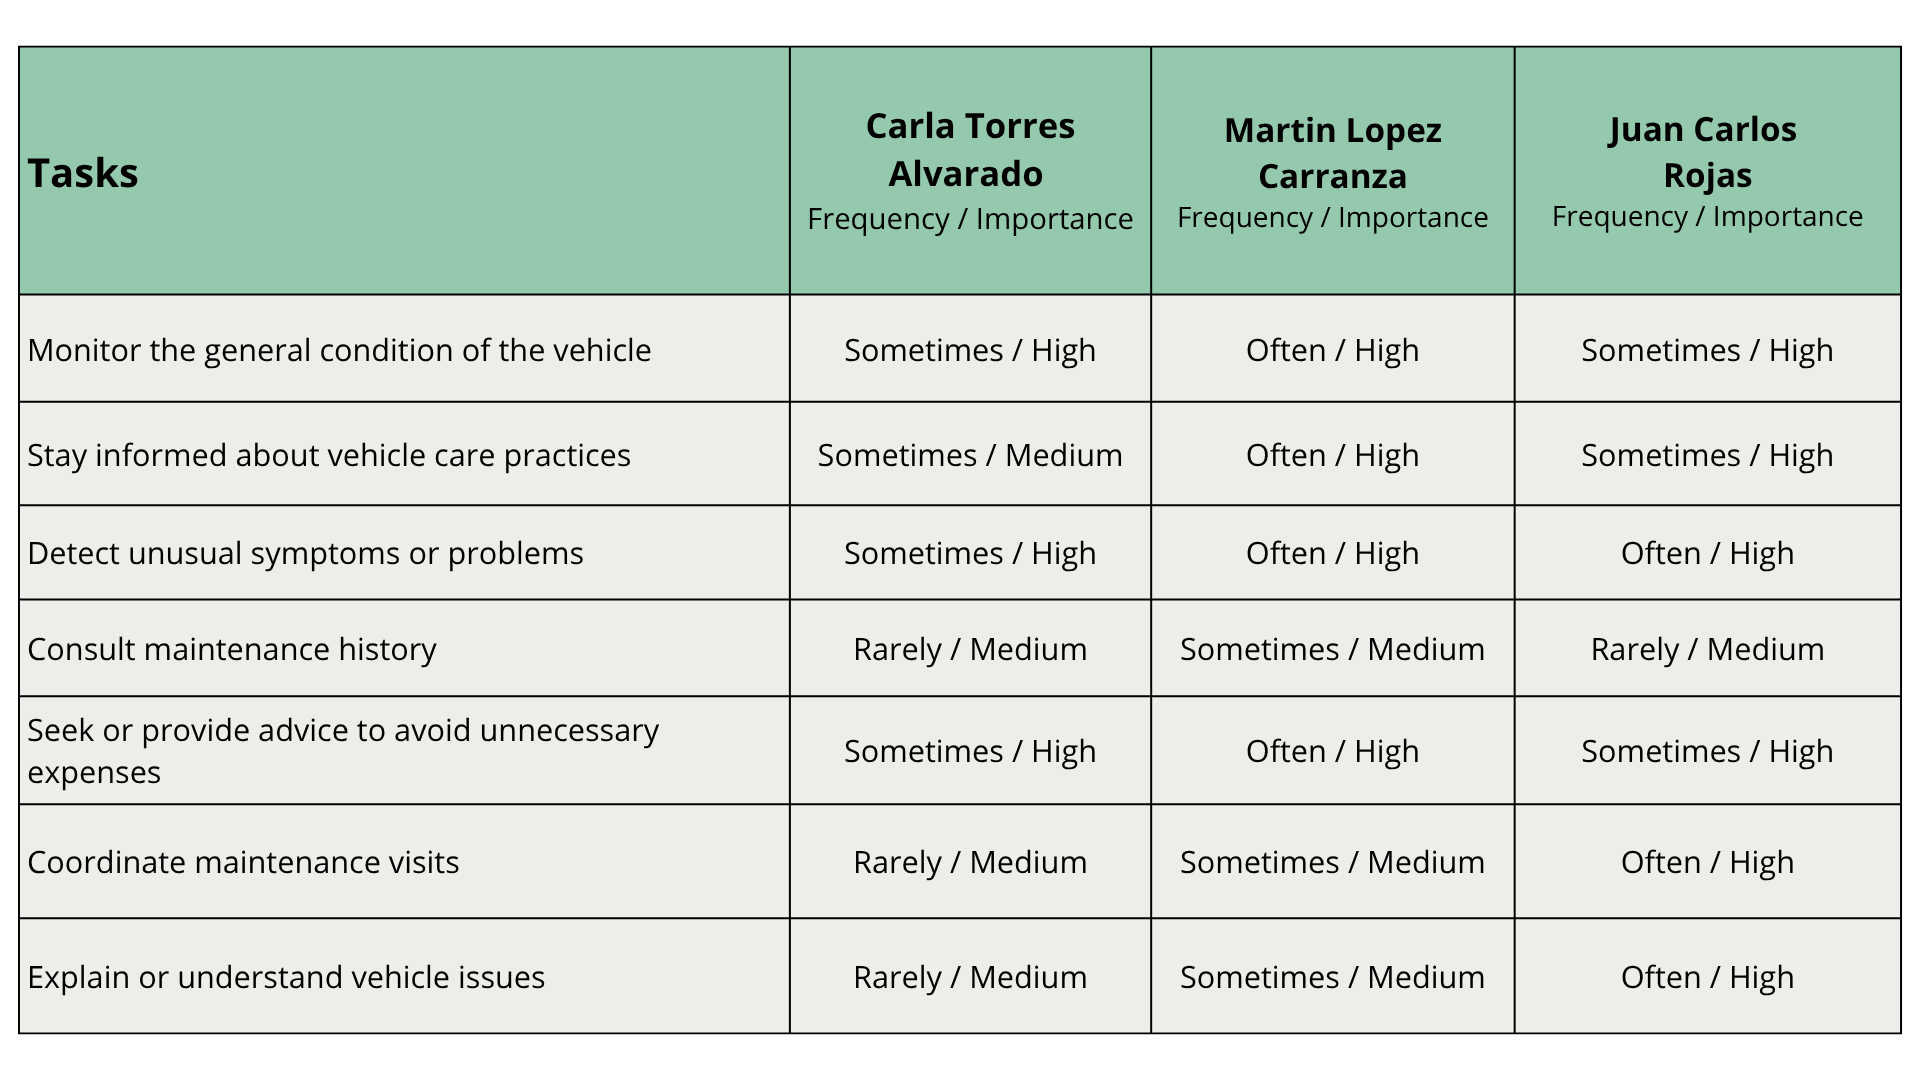 Tasks
Carla Torres
Alvarado
Frequency / Importance
Martin Lopez
Carranza
Frequency / Importance
Juan Carlos
Rojas
Frequency / Importance
Monitor the general condition of the vehicle
Sometimes / High
Often / High
Sometimes / High
Stay informed about vehicle care practices
Sometimes / Medium
Often / High
Sometimes / High
Detect unusual symptoms or problems
Sometimes / High
Often / High
Often / High
Consult maintenance history
Rarely / Medium
Sometimes / Medium
Rarely / Medium
Seek or provide advice to avoid unnecessary
expenses
Sometimes / High
Often / High
Sometimes / High
Coordinate maintenance visits
Rarely / Medium
Sometimes / Medium
Often / High
Explain or understand vehicle issues
Rarely / Medium
Sometimes / Medium
Often / High